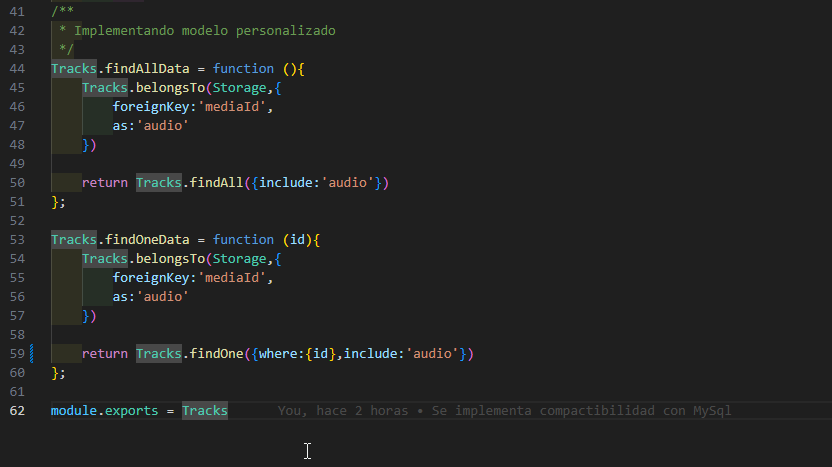 41 /**
42  * Implementando modelo personalizado
43  */
44 Tracks.findAllData = function (){
45     Tracks.belongsTo(Storage,{
46         foreignKey:'mediaId',
47         as:'audio'
48     })
49
50     return Tracks.findAll({include:'audio'})
51 };
52
53 Tracks.findOneData = function (id){
54     Tracks.belongsTo(Storage,{
55         foreignKey:'mediaId',
56         as:'audio'
57     })
58
59     return Tracks.findOne({where:{id},include:'audio'})
60 };
61
62 module.exports = Tracks      You, hace 2 horas • Se implementa compactibilidad con MySql